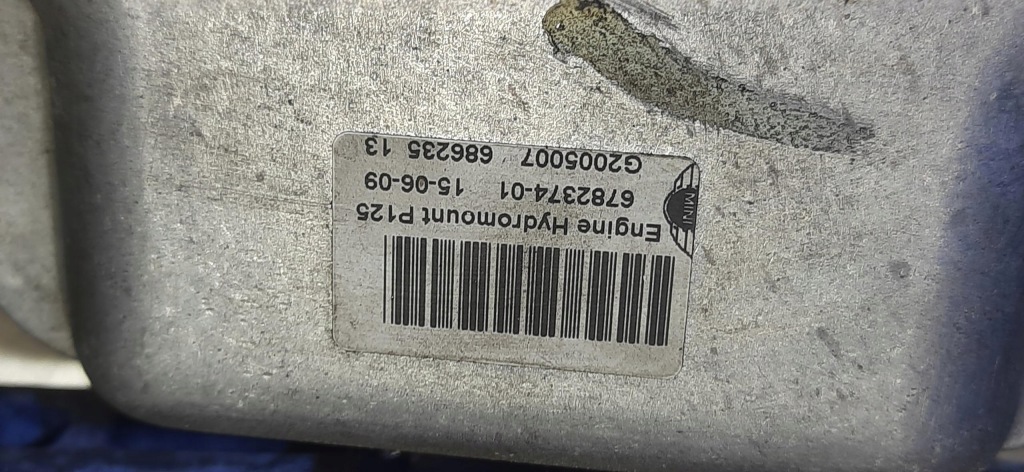 MINI
Engine Hydromount P125
6782374-01 15-06-09
G2005007 686235 13